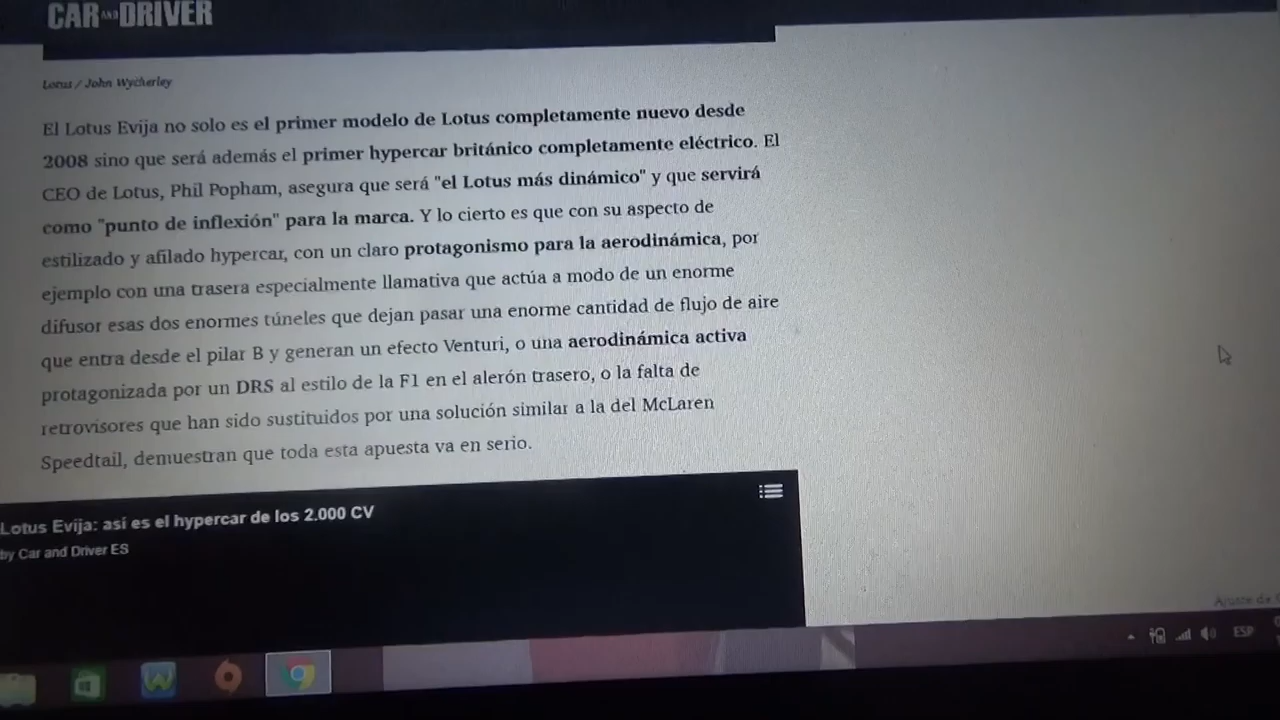 CAR AND DRIVER
Lotus / John Wycherley
El Lotus Evija no solo es el primer modelo de Lotus completamente nuevo desde
2008 sino que será además el primer hypercar británico completamente eléctrico. El
CEO de Lotus, Phil Popham, asegura que será "el Lotus más dinámico" y que servirá
como "punto de inflexión" para la marca. Y lo cierto es que con su aspecto de
estilizado y afilado hypercar, con un claro protagonismo para la aerodinámica, por
ejemplo con una trasera especialmente llamativa que actúa a modo de un enorme
difusor esas dos enormes túneles que dejan pasar una enorme cantidad de flujo de aire
que entra desde el pilar B y generan un efecto Venturi, o una aerodinámica activa
protagonizada por un DRS al estilo de la F1 en el alerón trasero, o la falta de
retrovisores que han sido sustituidos por una solución similar a la del McLaren
Speedtail, demuestran que toda esta apuesta va en serio.
Lotus Evija: así es el hypercar de los 2.000 CV
by Car and Driver ES
Ajuste de
ESP